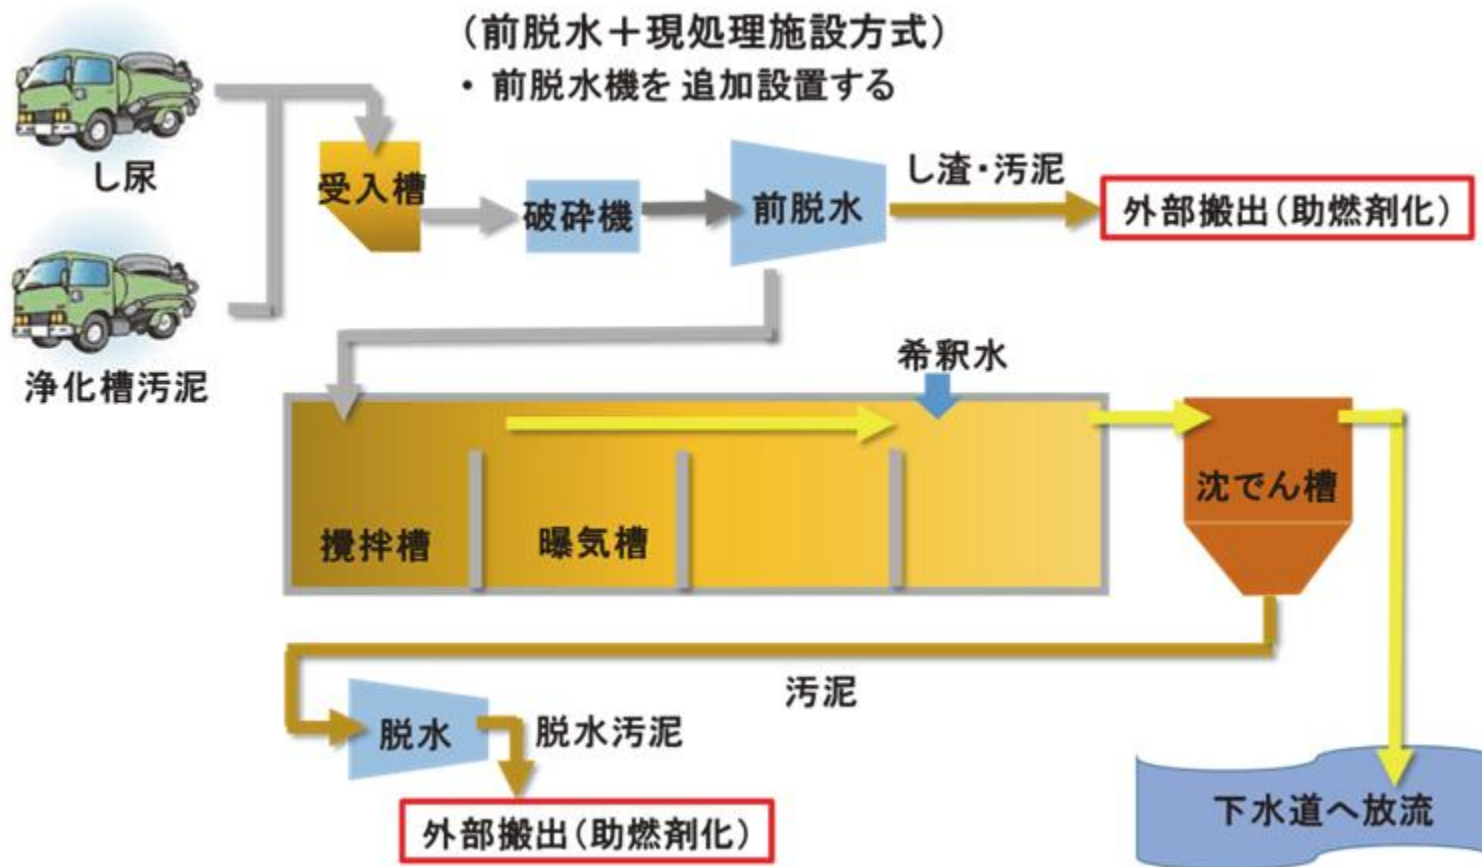 (前脱水+現処理施設方式)
・ 前脱水機を 追加設置する
し尿
受入槽
破砕機
前脱水
し渣・汚泥
外部搬出(助燃剤化)
浄化槽汚泥
希釈水
攪拌槽
曝気槽
沈でん槽
汚泥
脱水
脱水汚泥
外部搬出(助燃剤化)
下水道へ放流